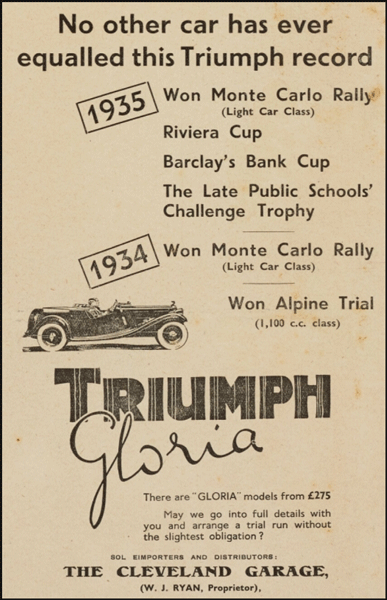 No other car has ever
equalled this Triumph record
1935
Won Monte Carlo Rally
(Light Car Class)
Riviera Cup
Barclay's Bank Cup
The Late Public Schools'
Challenge Trophy
1934
Won Monte Carlo Rally
(Light Car Class)
Won Alpine Trial
(1,100 c.c. class)
TRIUMPH
Gloria
There are "GLORIA" models from £275
May we go into full details with
you and arrange a trial run without
the slightest obligation?
SOL EIMPORTERS AND DISTRIBUTORS:
THE CLEVELAND GARAGE,
(W. J. RYAN, Proprietor),